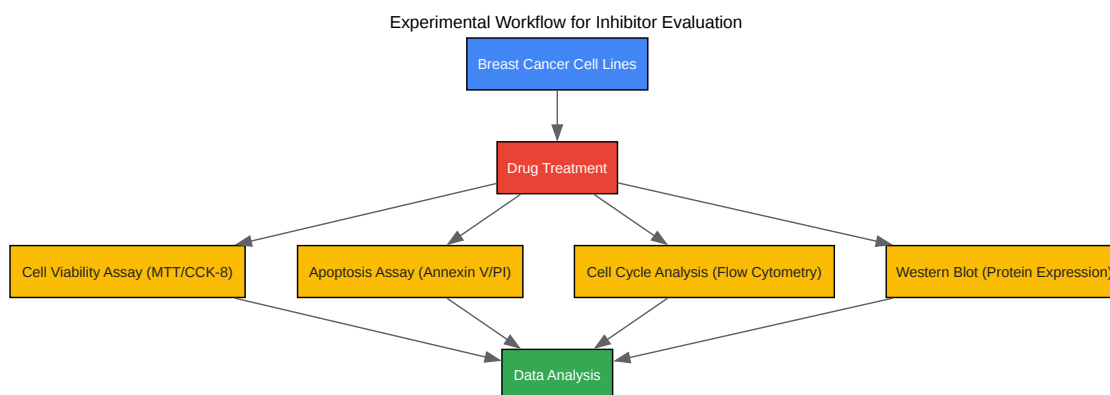 Experimental Workflow for Inhibitor Evaluation
Breast Cancer Cell Lines
Drug Treatment
Cell Viability Assay (MTT/CCK-8)
Apoptosis Assay (Annexin V/PI)
Cell Cycle Analysis (Flow Cytometry)
Western Blot (Protein Expression)
Data Analysis